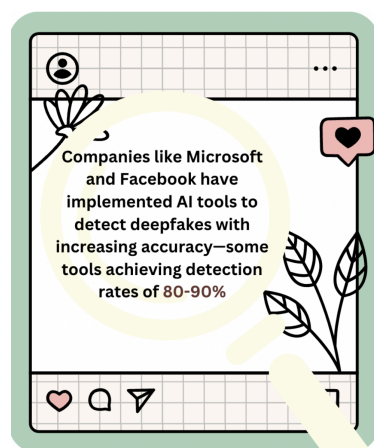 Companies like Microsoft
and Facebook have
implemented AI tools to
detect deepfakes with
increasing accuracy—some
tools achieving detection
rates of 80-90%